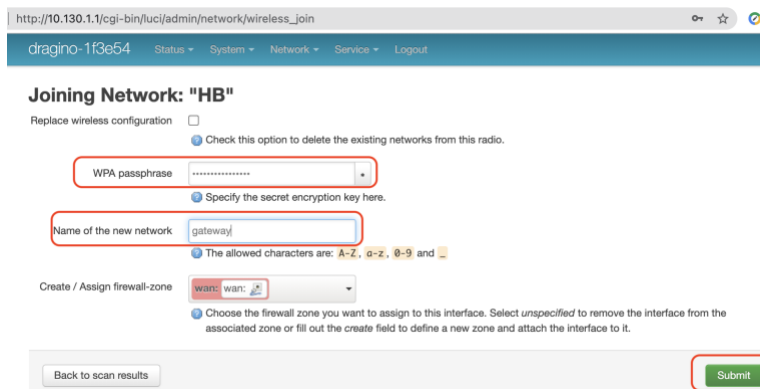 http://10.130.1.1/cgi-bin/luci/admin/network/wireless_join
dragino-1f3e54 Status System Network Service Logout
Joining Network: "HB"
Replace wireless configuration
Check this option to delete the existing networks from this radio.
WPA passphrase ················ *
Specify the secret encryption key here.
Name of the new network gateway
The allowed characters are: A-Z, a-z, 0-9 and _
Create / Assign firewall-zone wan: wan:
Choose the firewall zone you want to assign to this interface. Select unspecified to remove the interface from the
associated zone or fill out the create field to define a new zone and attach the interface to it.
Back to scan results Submit